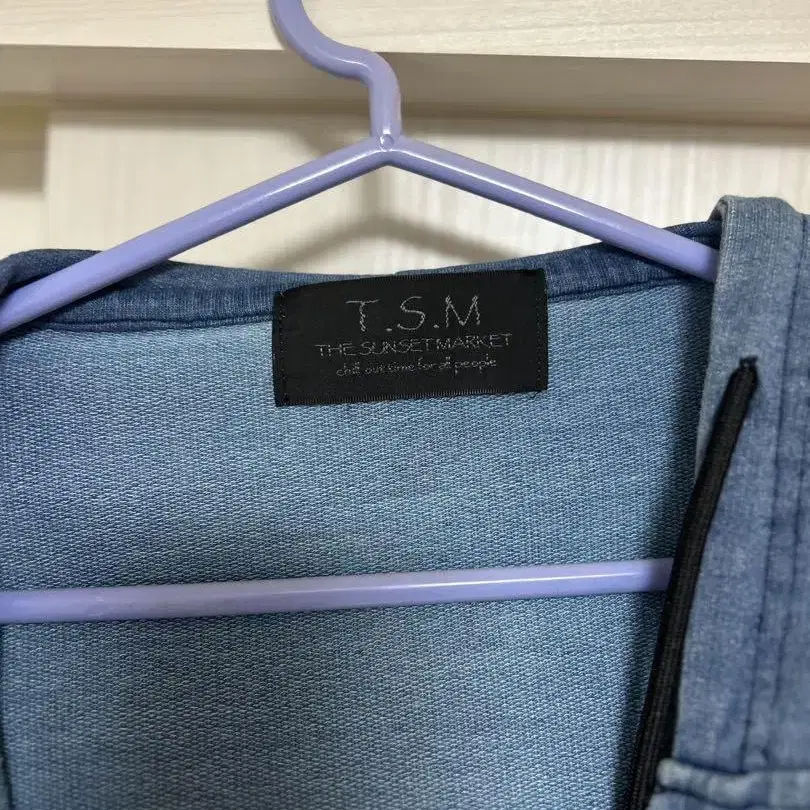 T.S.M
THE SUNSET MARKET
chill out time for all people